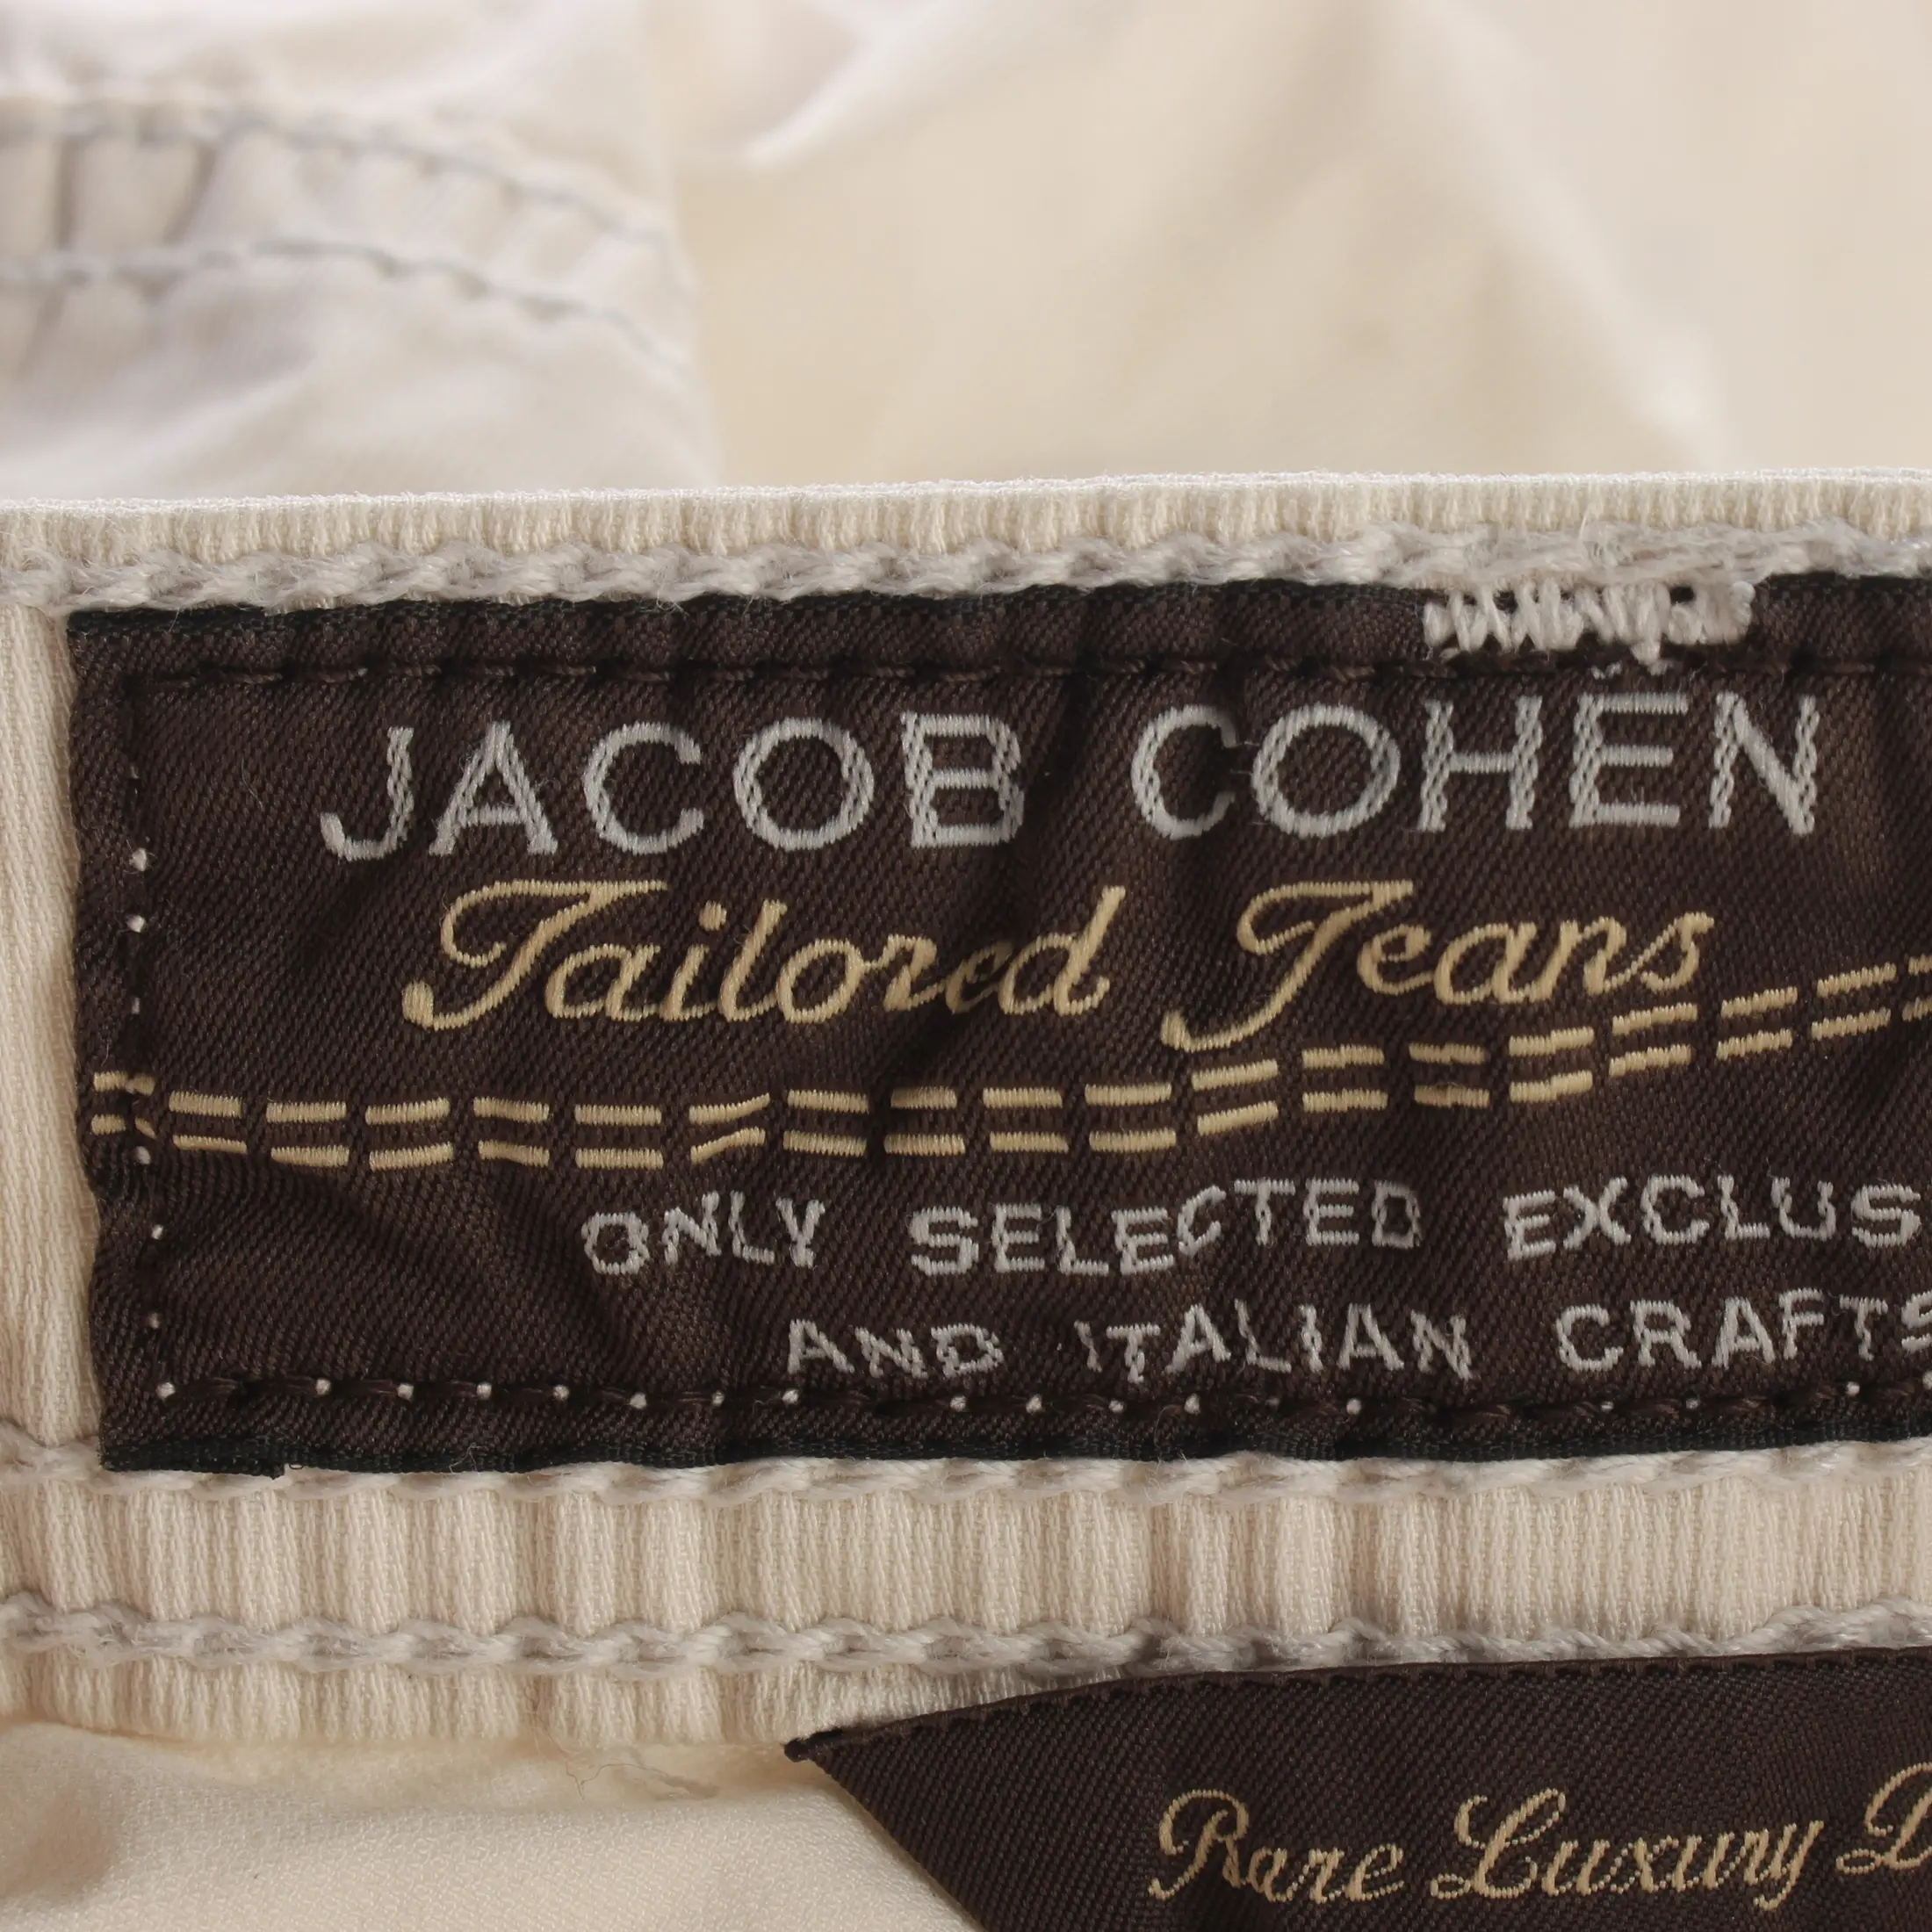 JACOB COHËN
Tailored Jeans
ONLY SELECTED EXCLUS
AND ITALIAN CRAFTS
Rare Luxury D